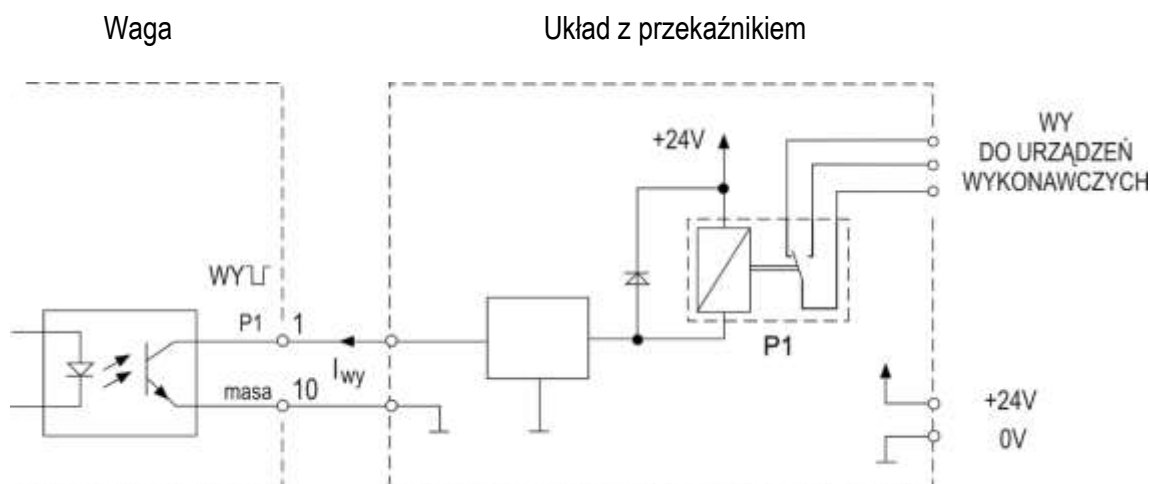 Waga
Układ z przekaźnikiem
+24V
WY
DO URZĄDZEŃ
WYKONAWCZYCH
WY
P1
1
Iwy
masa
10
P1
+24V
0V